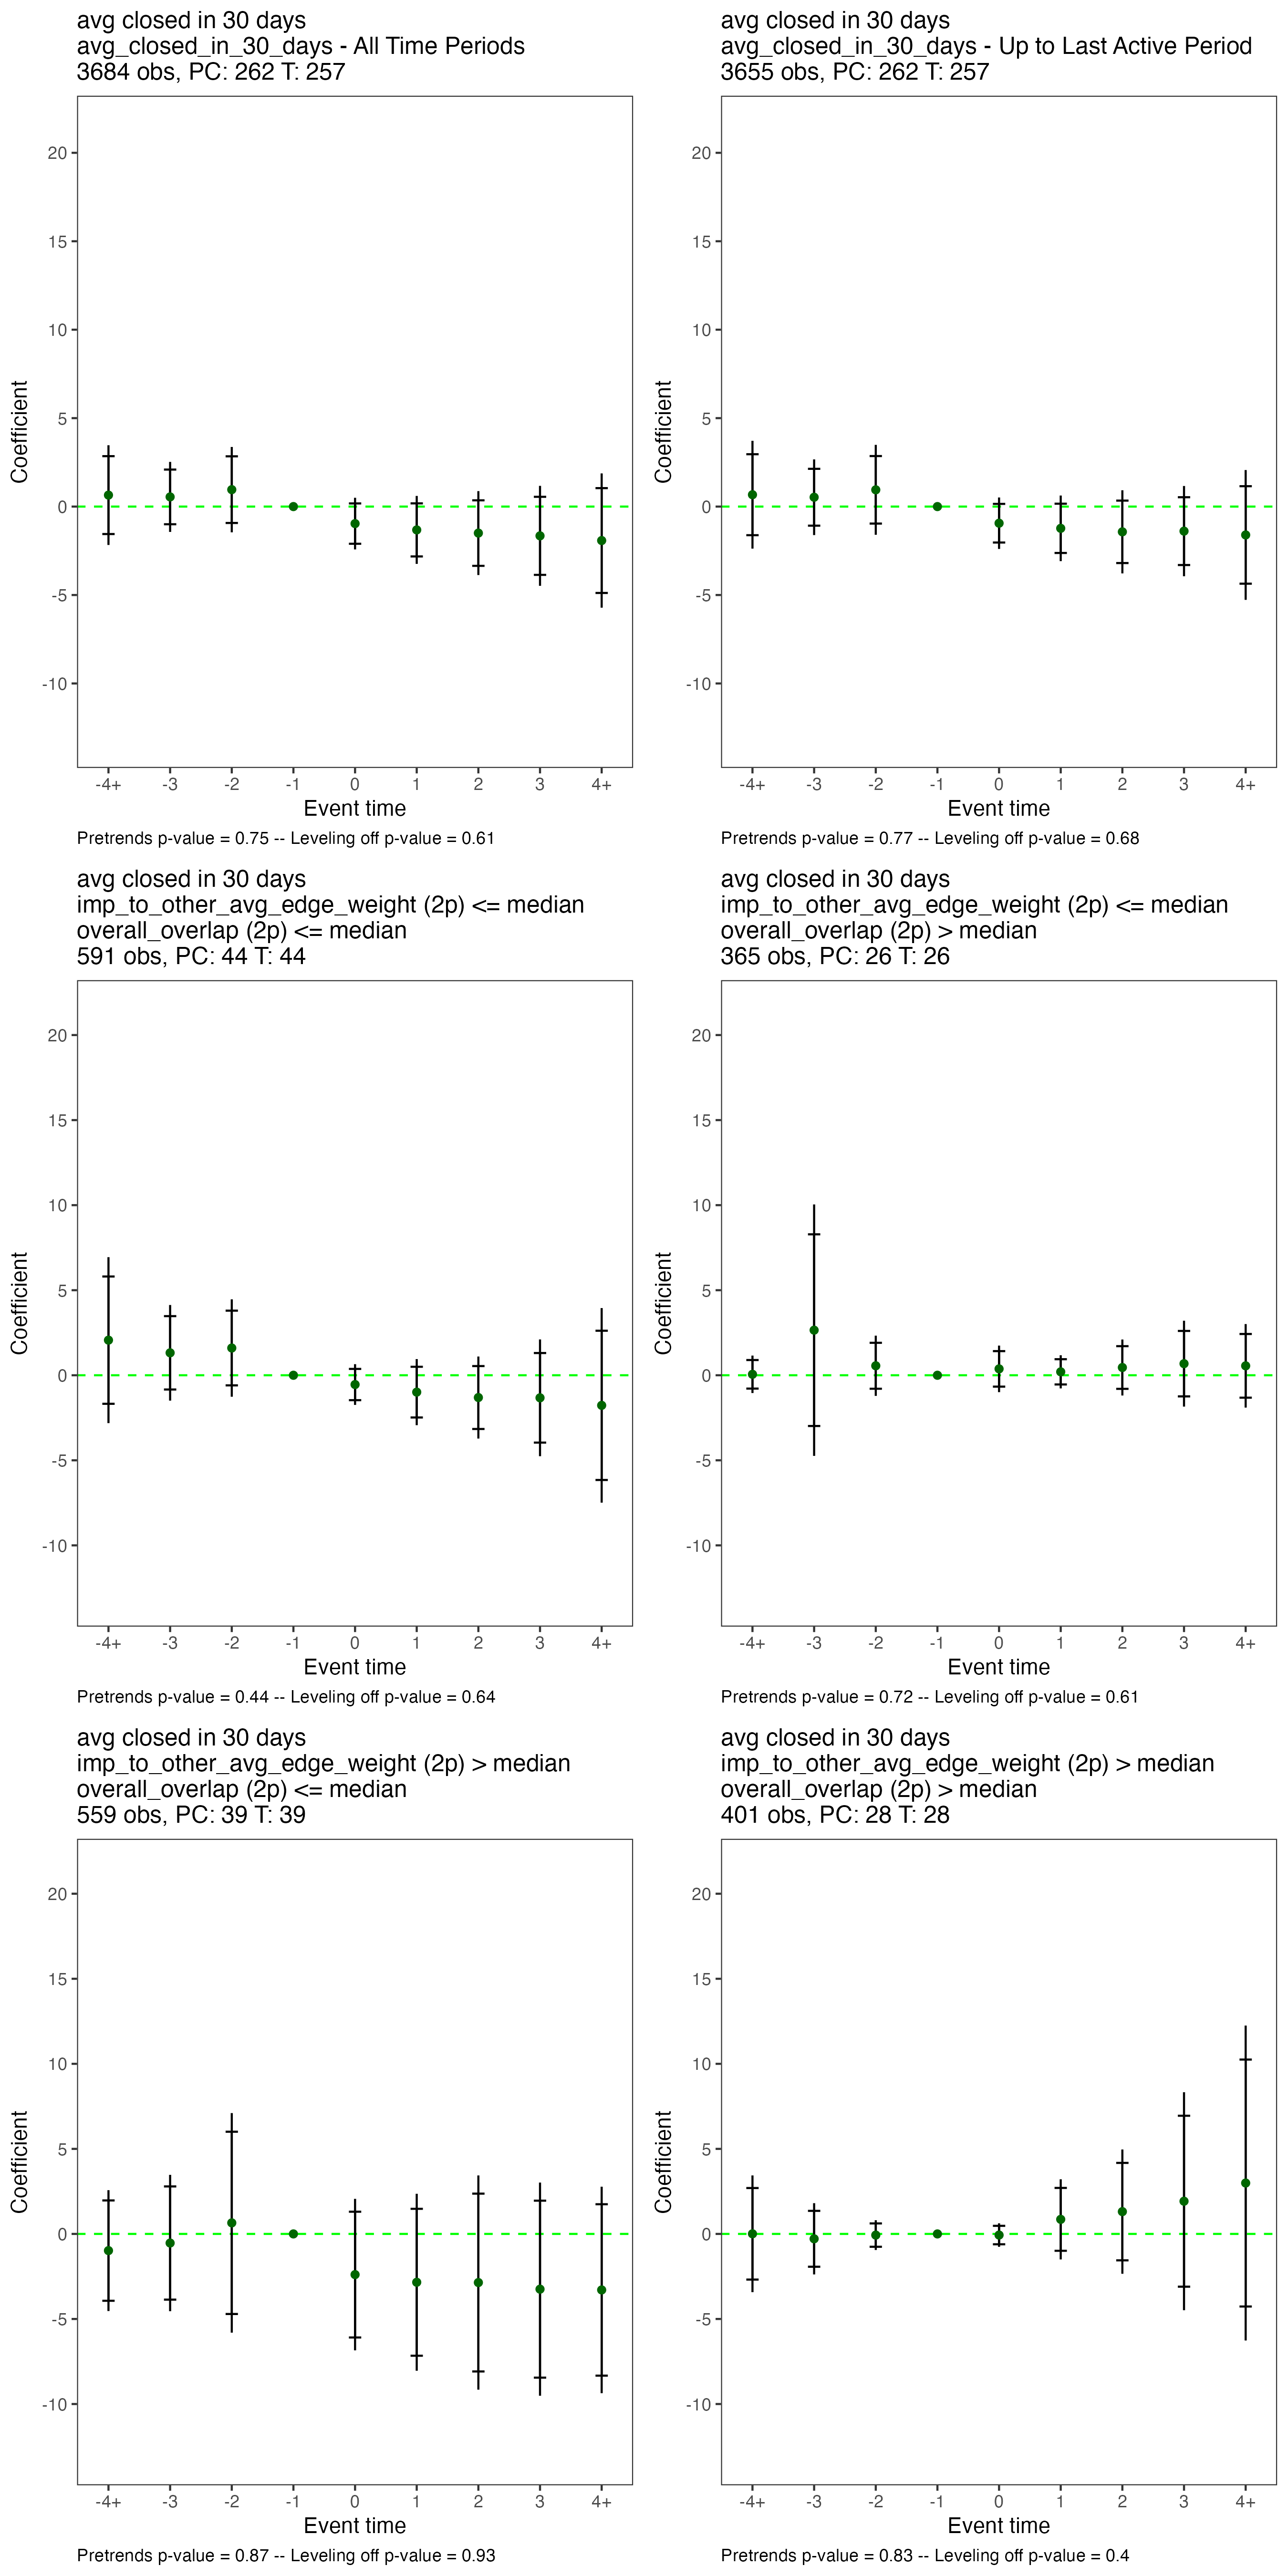 avg closed in 30 days
avg_closed_in_30_days - All Time Periods
3684 obs, PC: 262 T: 257
20
15
10
5
0
-5
-10
Coefficient
-4+ -3 -2 -1 0 1 2 3 4+
Event time
Pretrends p-value = 0.75 -- Leveling off p-value = 0.61
avg closed in 30 days
avg_closed_in_30_days - Up to Last Active Period
3655 obs, PC: 262 T: 257
20
15
10
5
0
-5
-10
Coefficient
-4+ -3 -2 -1 0 1 2 3 4+
Event time
Pretrends p-value = 0.77 -- Leveling off p-value = 0.68
avg closed in 30 days
imp_to_other_avg_edge_weight (2p) <= median
overall_overlap (2p) <= median
591 obs, PC: 44 T: 44
20
15
10
5
0
-5
-10
Coefficient
-4+ -3 -2 -1 0 1 2 3 4+
Event time
Pretrends p-value = 0.44 -- Leveling off p-value = 0.64
avg closed in 30 days
imp_to_other_avg_edge_weight (2p) <= median
overall_overlap (2p) > median
365 obs, PC: 26 T: 26
20
15
10
5
0
-5
-10
Coefficient
-4+ -3 -2 -1 0 1 2 3 4+
Event time
Pretrends p-value = 0.72 -- Leveling off p-value = 0.61
avg closed in 30 days
imp_to_other_avg_edge_weight (2p) > median
overall_overlap (2p) <= median
559 obs, PC: 39 T: 39
20
15
10
5
0
-5
-10
Coefficient
-4+ -3 -2 -1 0 1 2 3 4+
Event time
Pretrends p-value = 0.87 -- Leveling off p-value = 0.93
avg closed in 30 days
imp_to_other_avg_edge_weight (2p) > median
overall_overlap (2p) > median
401 obs, PC: 28 T: 28
20
15
10
5
0
-5
-10
Coefficient
-4+ -3 -2 -1 0 1 2 3 4+
Event time
Pretrends p-value = 0.83 -- Leveling off p-value = 0.4